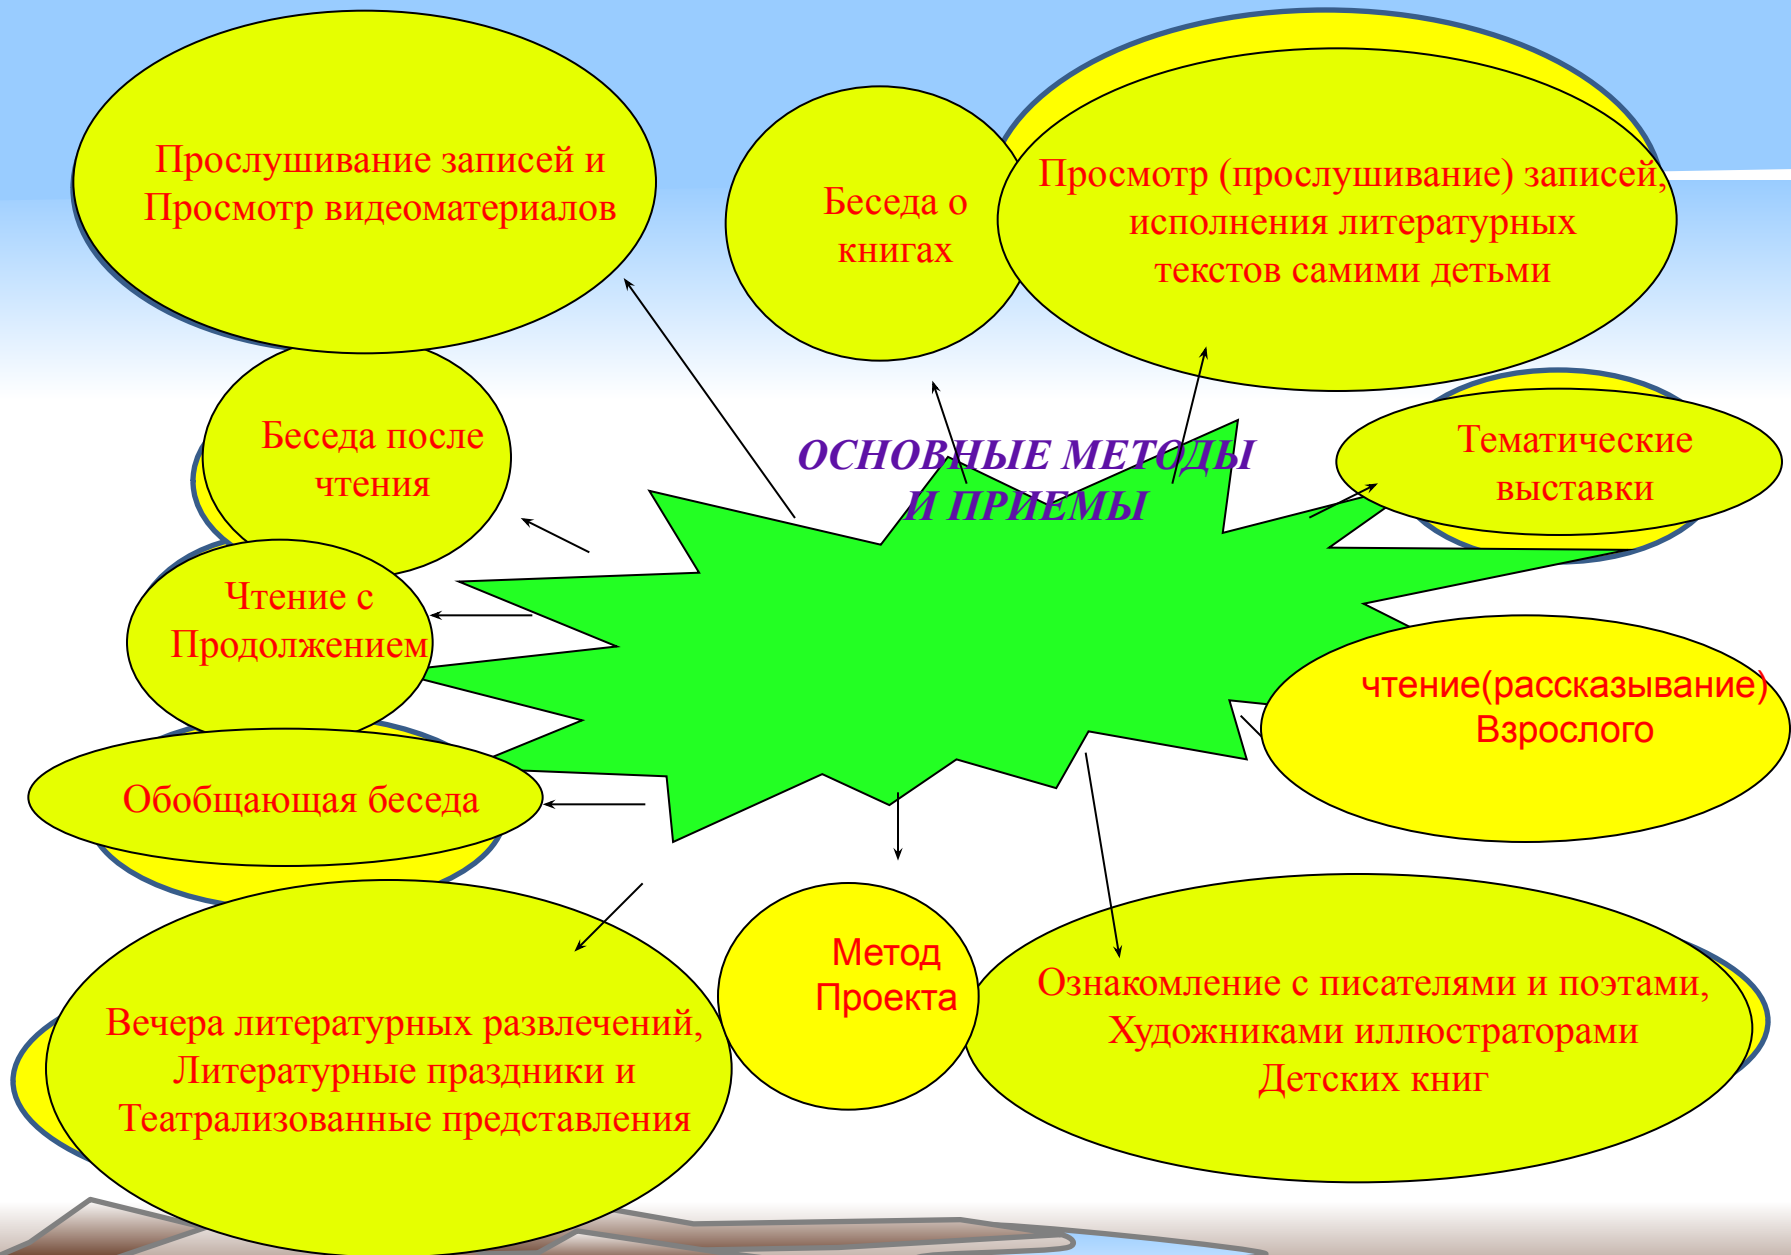 Прослушивание записей и
Просмотр видеоматериалов
Беседа о
книгах
Просмотр (прослушивание) записей,
исполнения литературных
текстов самими детьми
Беседа после
чтения
ОСНОВНЫЕ МЕТОДЫ
И ПРИЕМЫ
Тематические
выставки
Чтение с
Продолжением
чтение(рассказывание)
Взрослого
Обобщающая беседа
Метод
Проекта
Ознакомление с писателями и поэтами,
Художниками иллюстраторами
Детских книг
Вечера литературных развлечений,
Литературные праздники и
Театрализованные представления